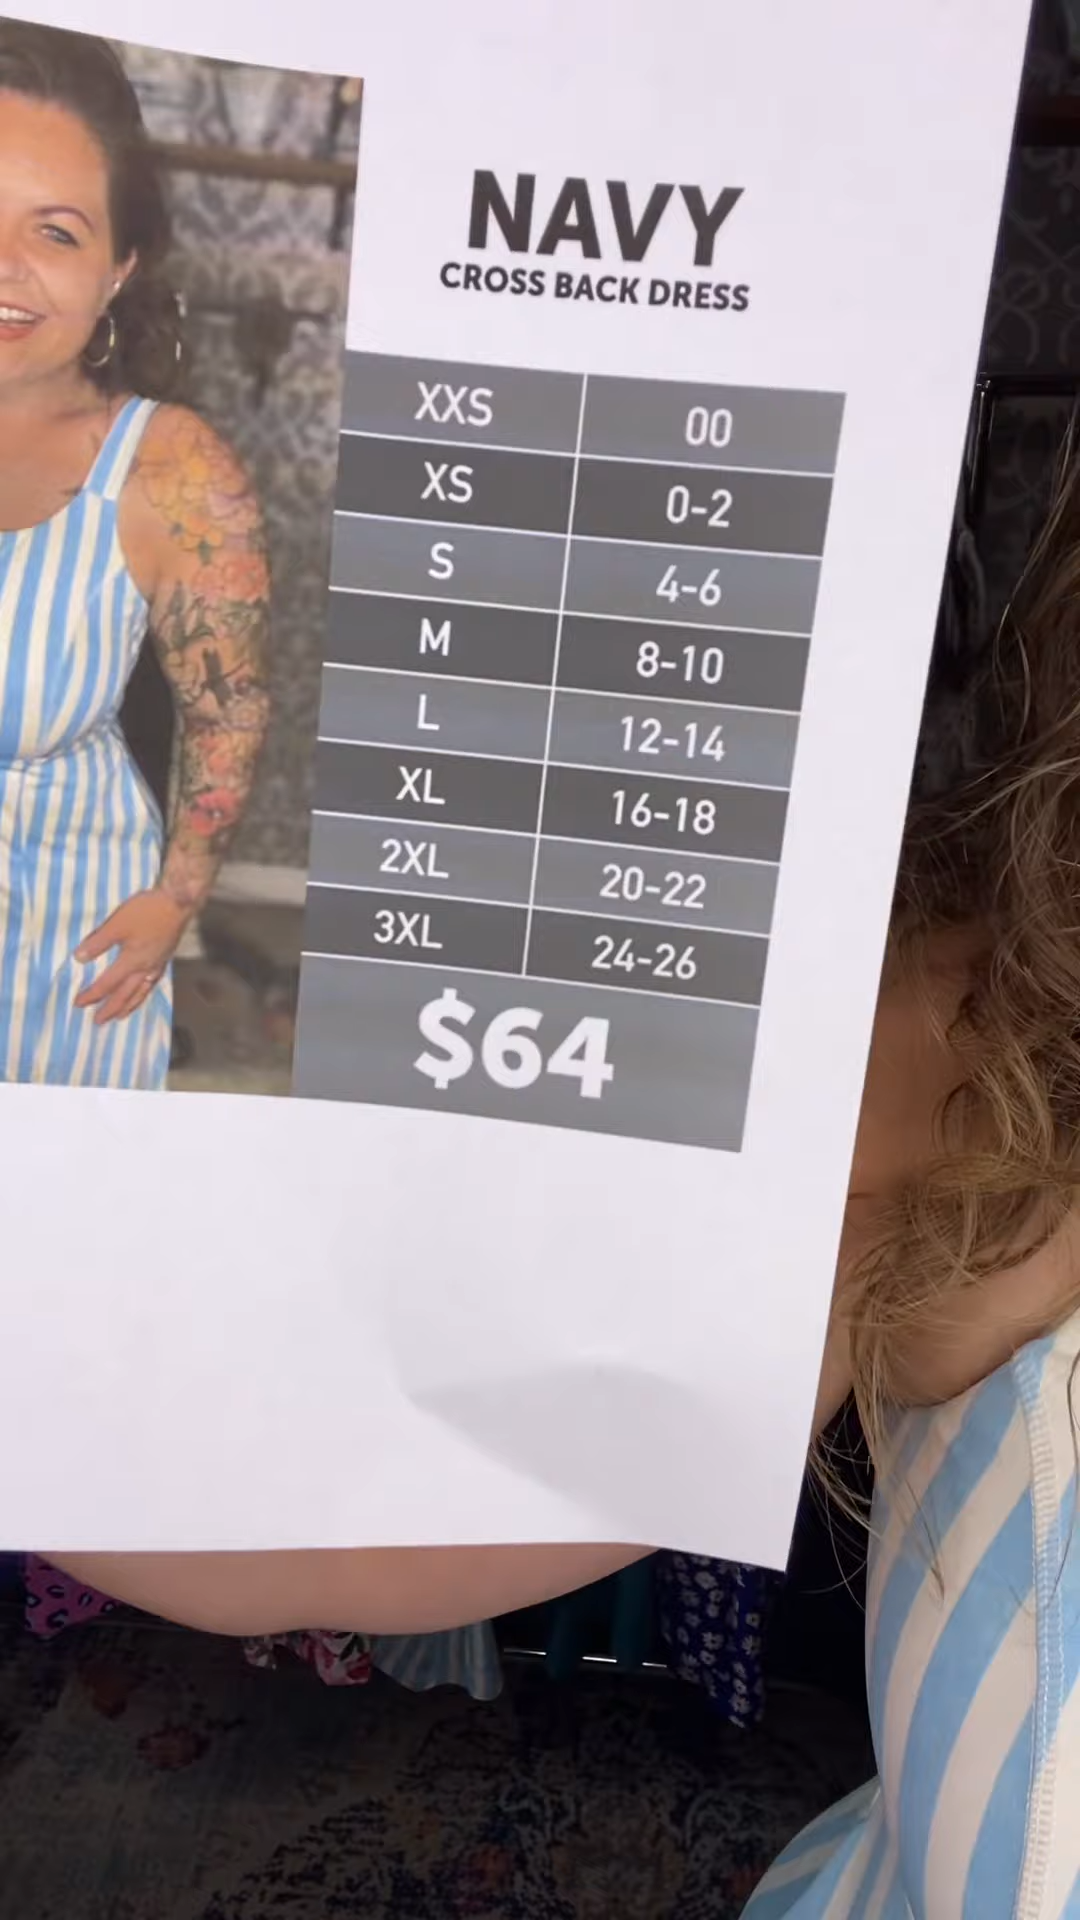 NAVY
CROSS BACK DRESS
XXS 00
XS 0-2
S 4-6
M 8-10
L 12-14
XL 16-18
2XL 20-22
3XL 24-26
$64